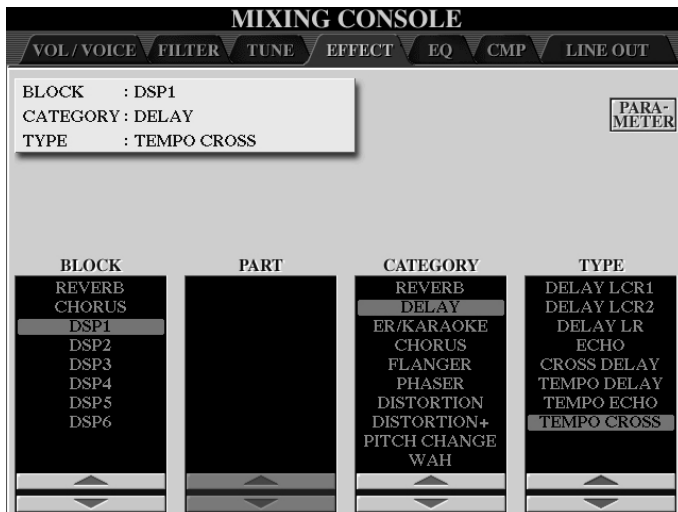 MIXING CONSOLE
VOL / VOICE FILTER TUNE EFFECT EQ CMP LINE OUT
BLOCK : DSP1
CATEGORY : DELAY
TYPE : TEMPO CROSS
PARA-
METER
BLOCK
REVERB
CHORUS
DSP1
DSP2
DSP3
DSP4
DSP5
DSP6
PART
CATEGORY
REVERB
DELAY
ER/KARAOKE
CHORUS
FLANGER
PHASER
DISTORTION
DISTORTION+
PITCH CHANGE
WAH
TYPE
DELAY LCR1
DELAY LCR2
DELAY LR
ECHO
CROSS DELAY
TEMPO DELAY
TEMPO ECHO
TEMPO CROSS